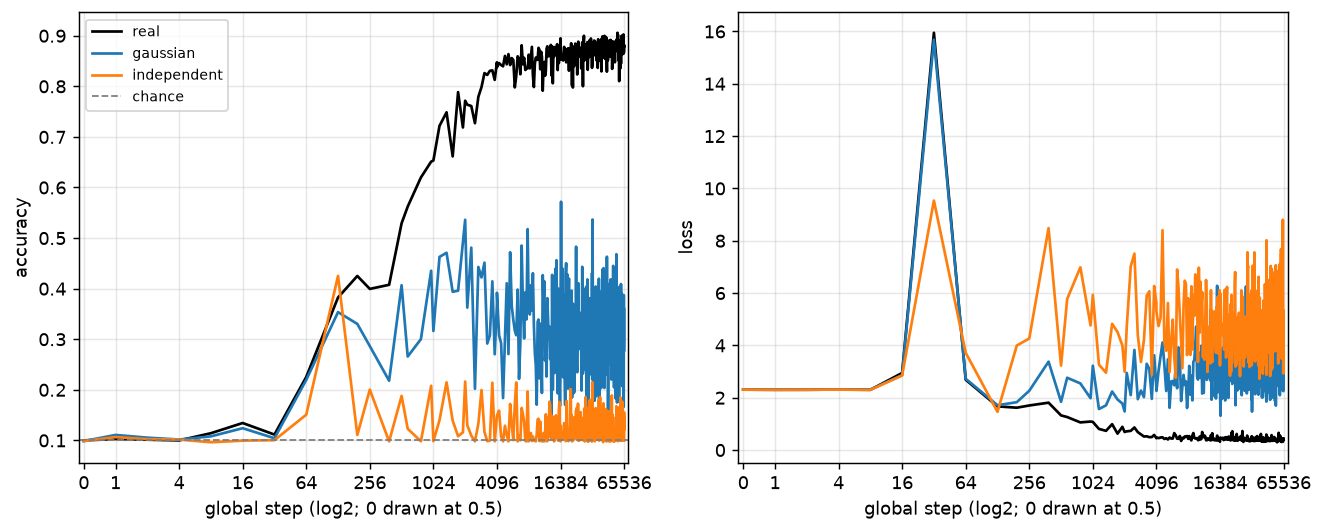 real
gaussian
independent
chance
0.9
0.8
0.7
0.6
0.5
0.4
0.3
0.2
0.1
accuracy
0 1 4 16 64 256 1024 4096 16384 65536
global step (log2; 0 drawn at 0.5)
16
14
12
10
8
6
4
2
0
loss
0 1 4 16 64 256 1024 4096 16384 65536
global step (log2; 0 drawn at 0.5)